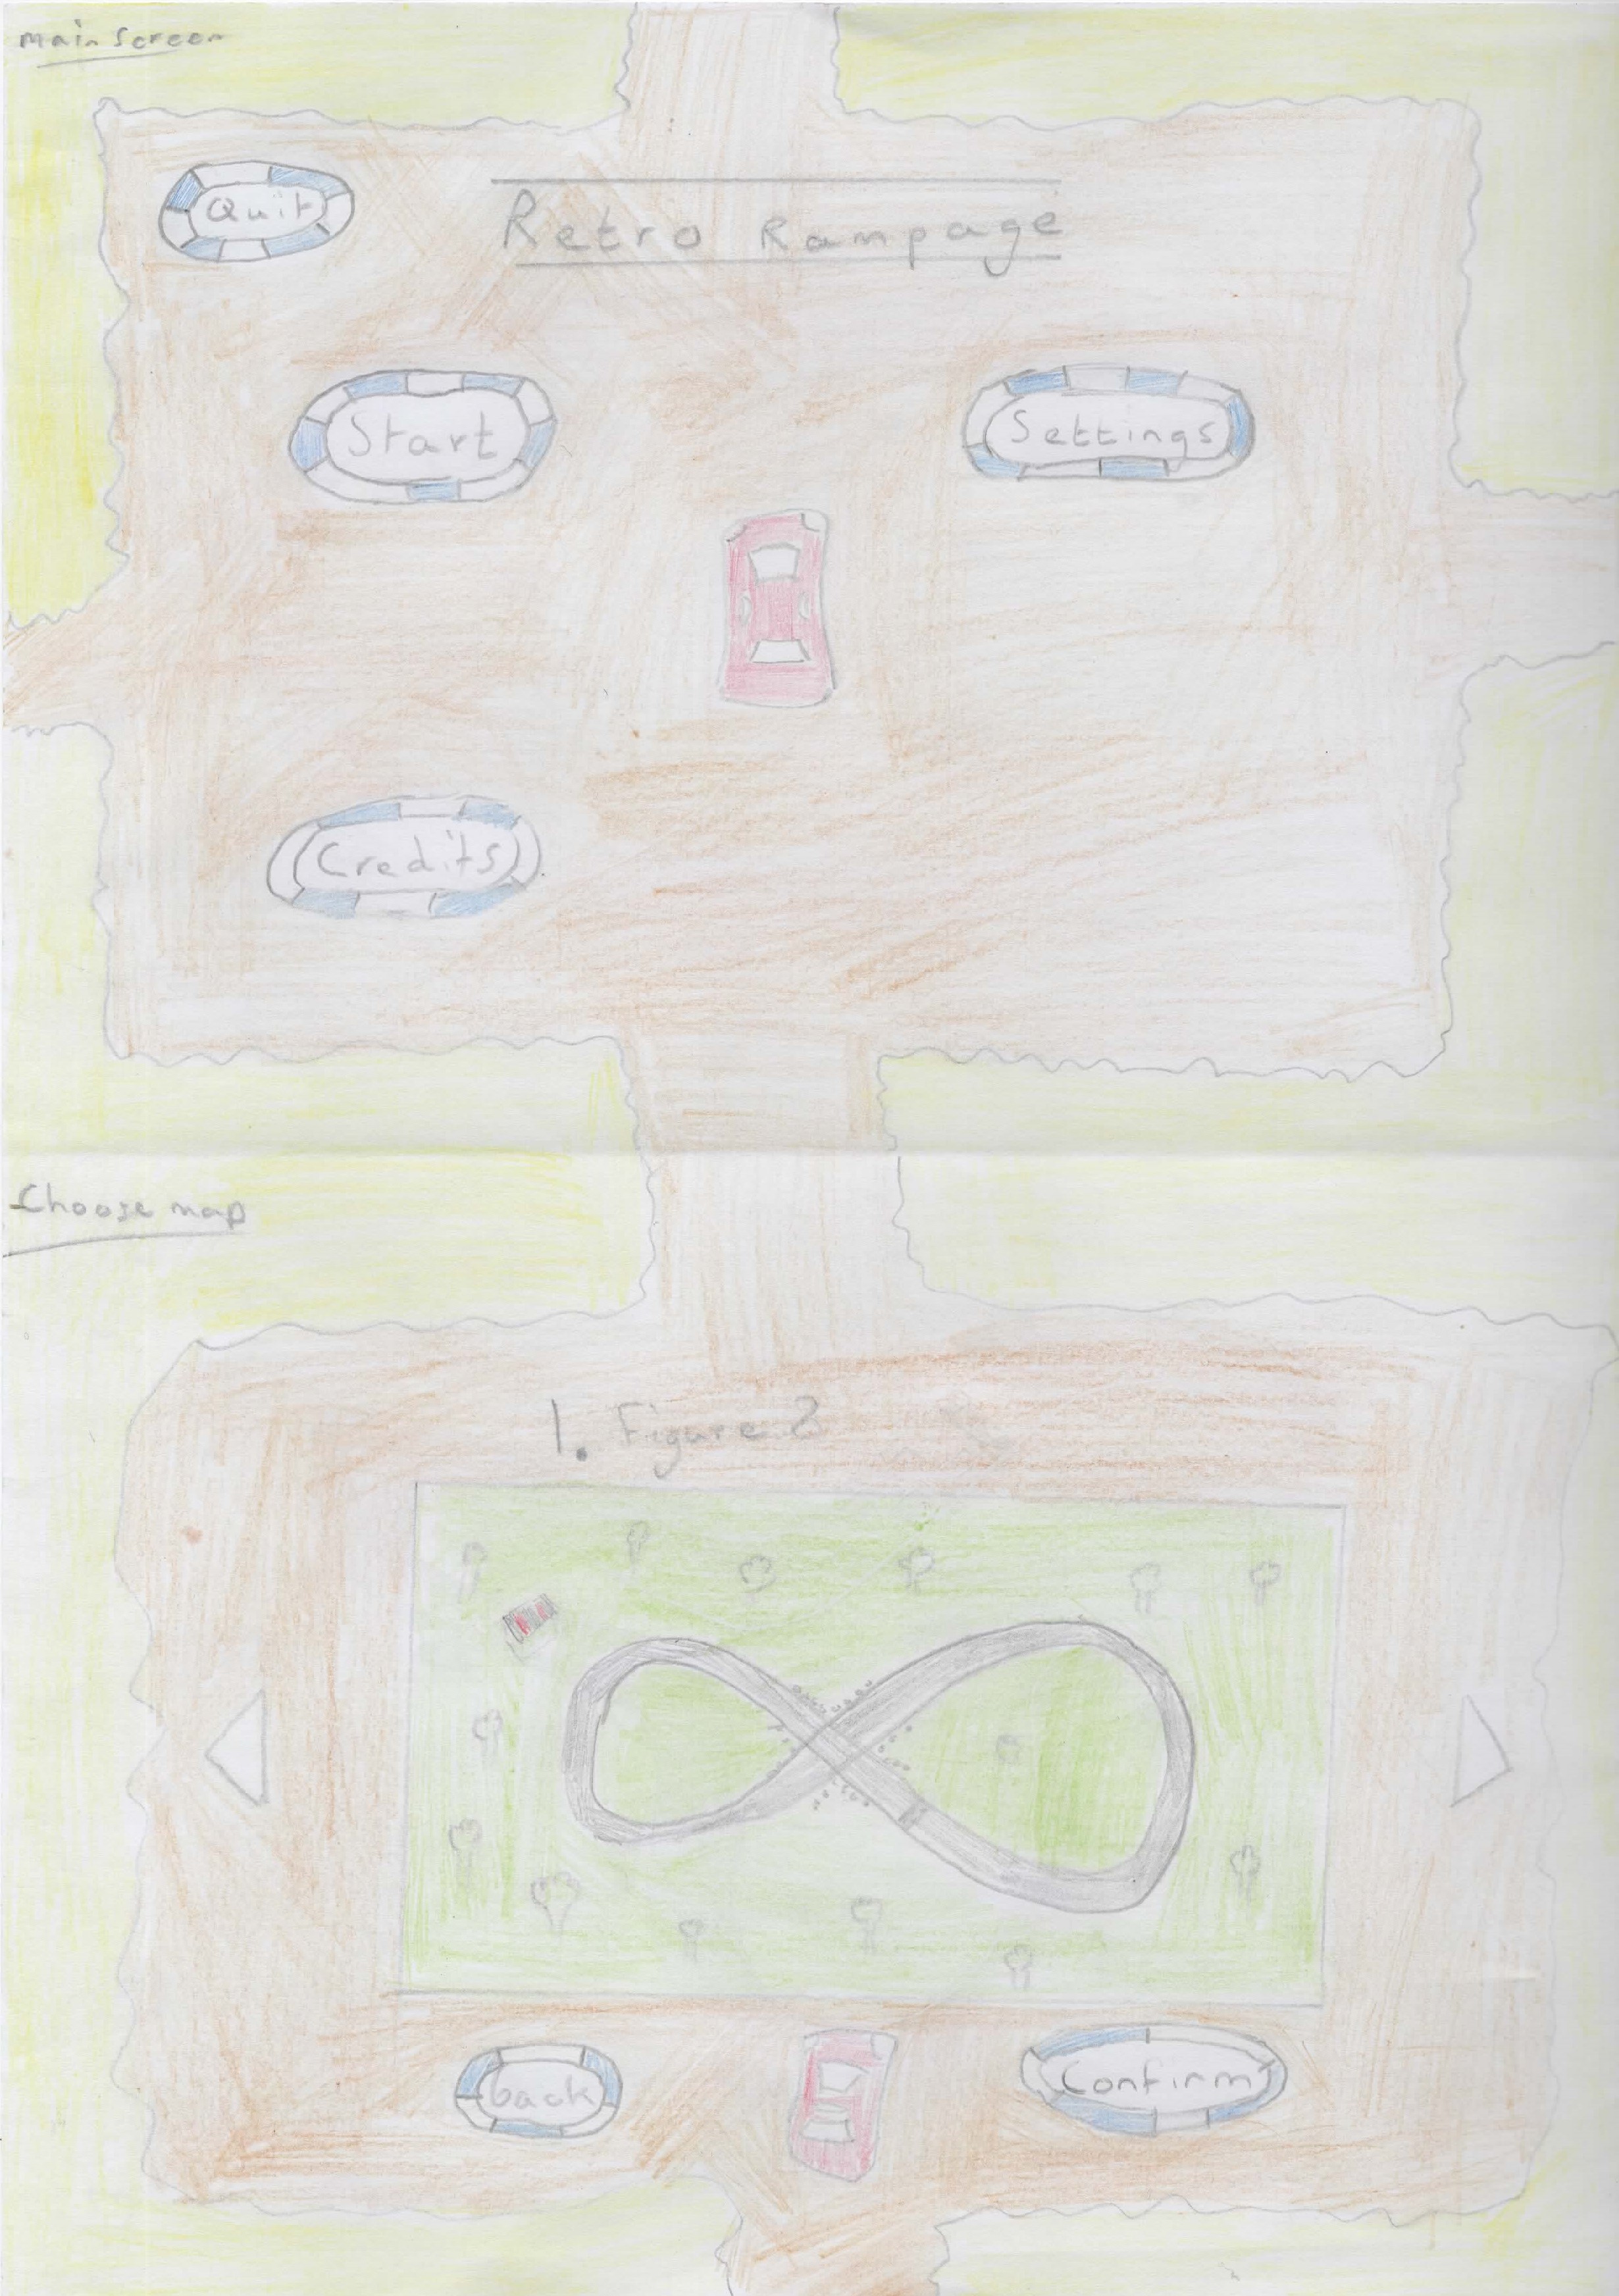 main screen
Quit
Retro Rampage
Start
Settings
Credits
Choose map
1. Figure 8
back
Confirm